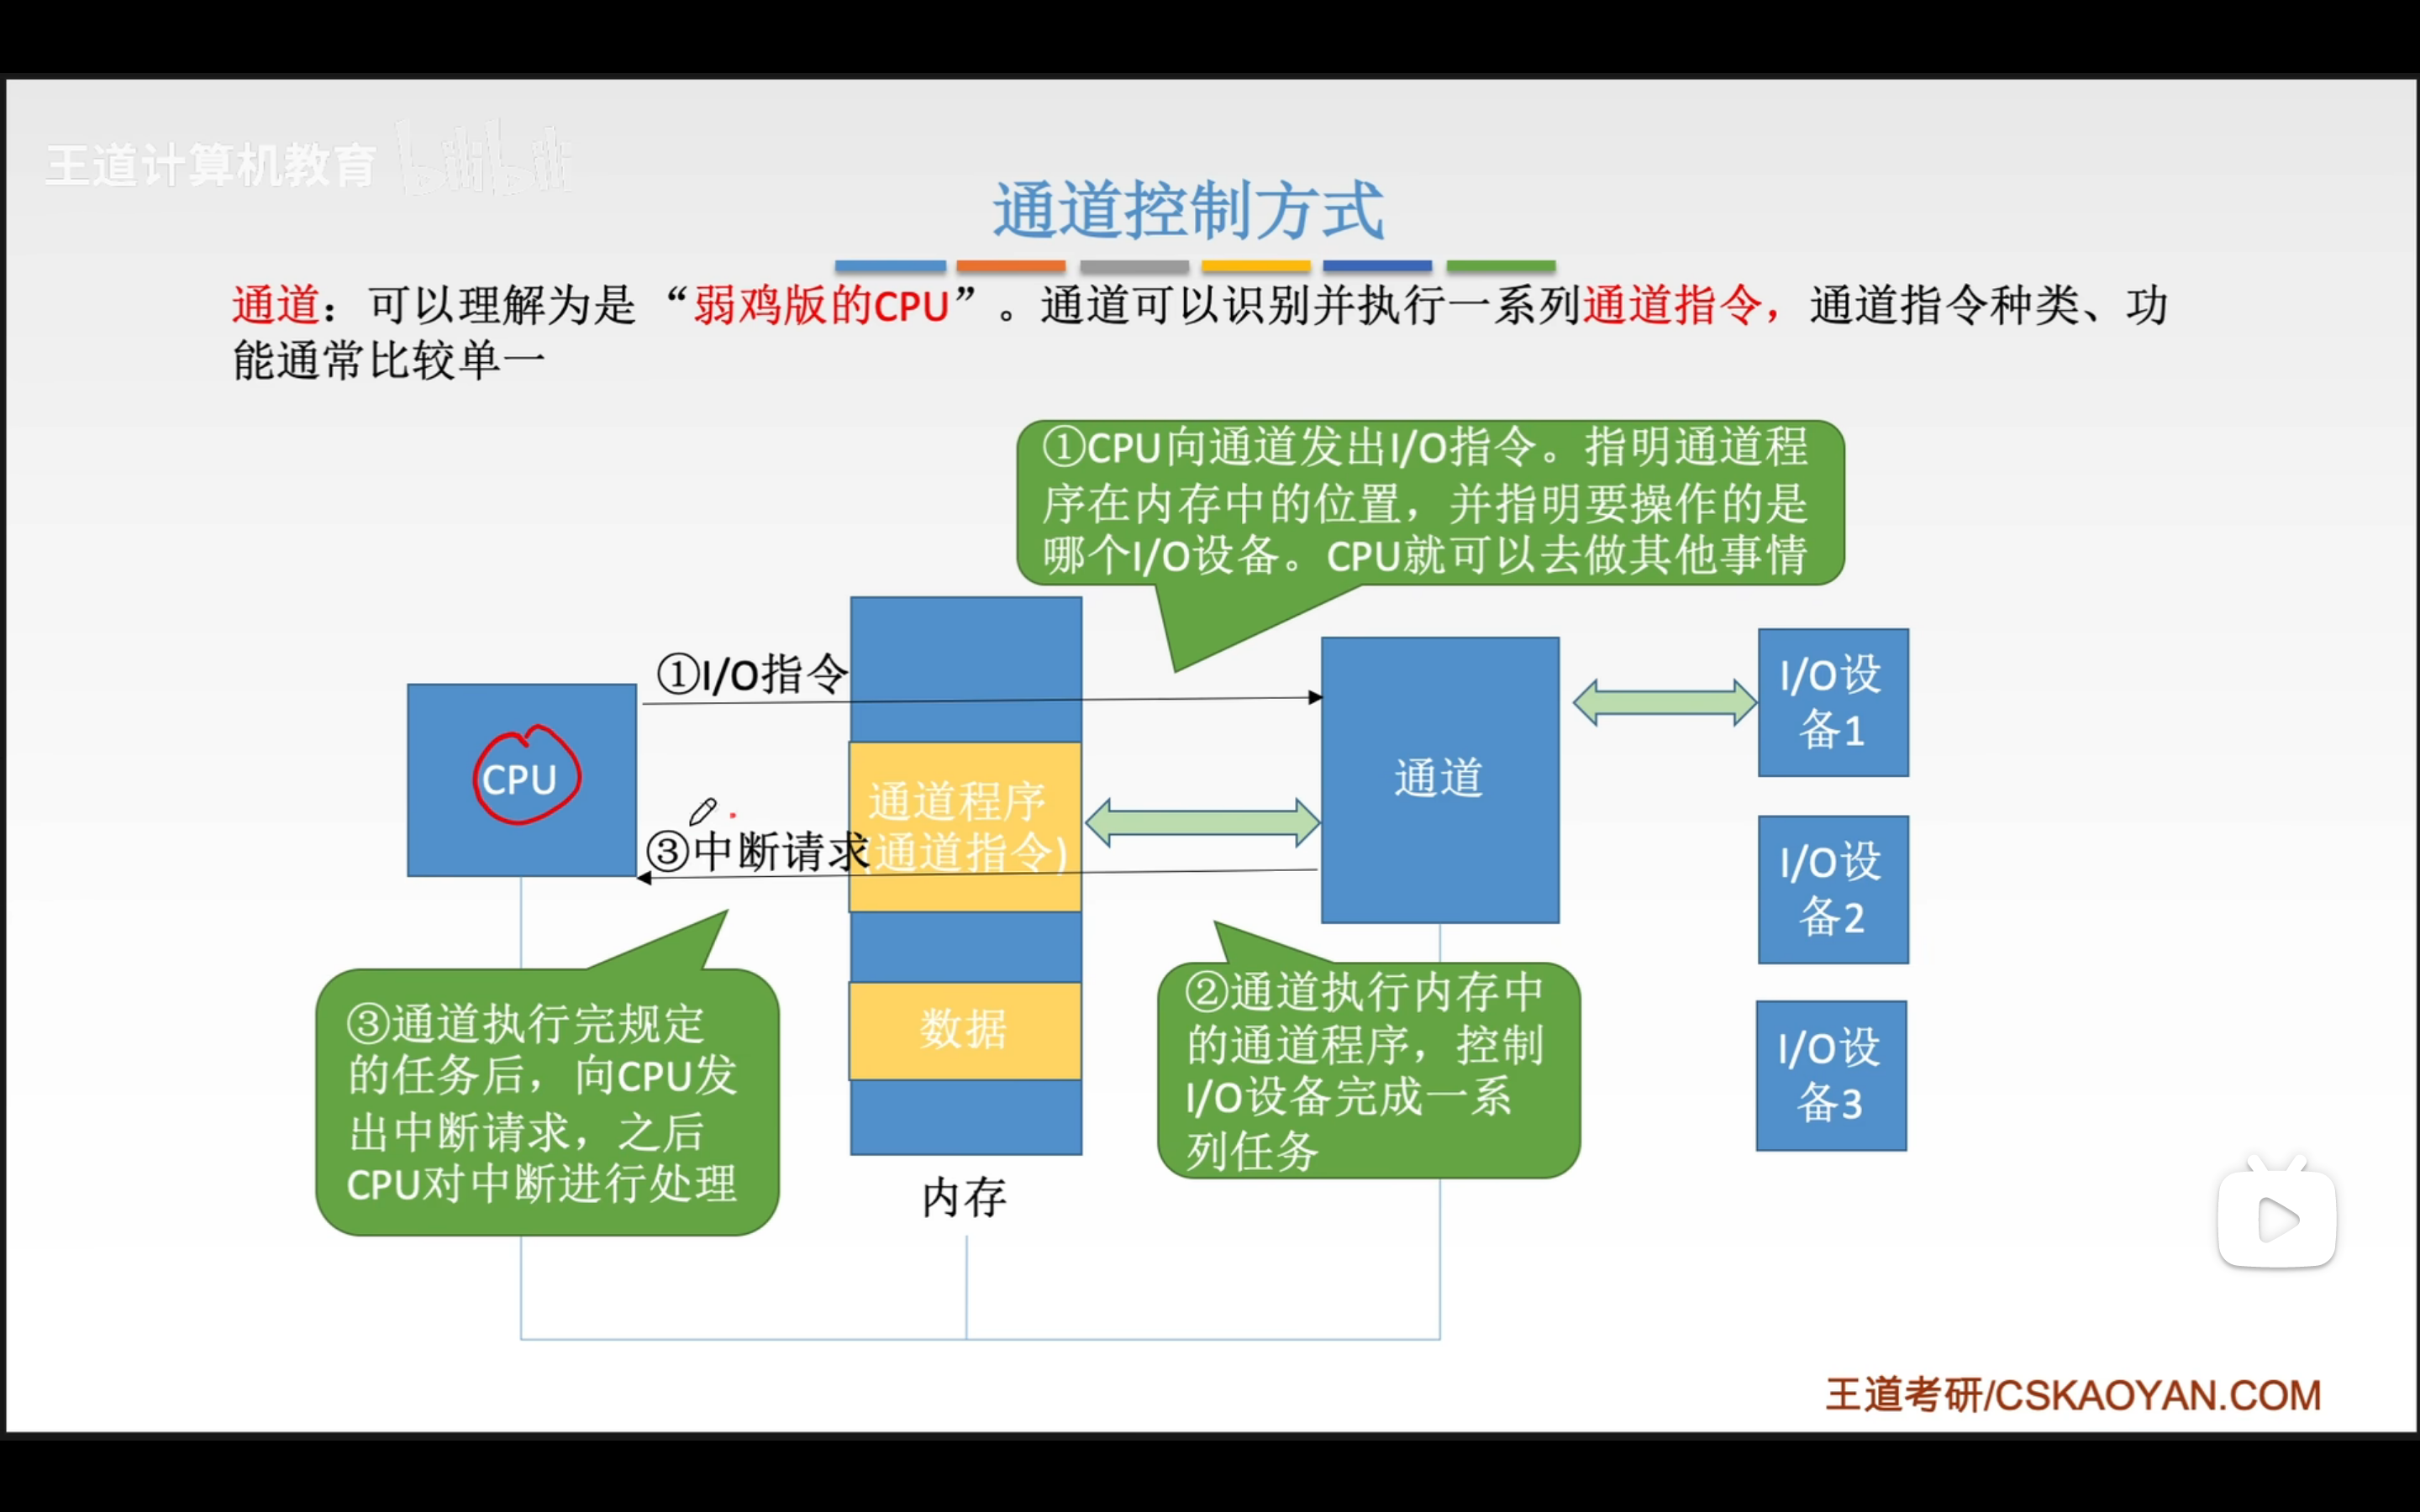 王道计算机教育 bilibili
通道控制方式
通道：可以理解为是“弱鸡版的CPU”。通道可以识别并执行一系列通道指令，通道指令种类、功
能通常比较单一
①CPU向通道发出I/O指令。指明通道程
序在内存中的位置，并指明要操作的是
哪个I/O设备。CPU就可以去做其他事情
①I/O指令
CPU
③中断请求
通道程序
(通道指令)
通道
I/O设
备1
I/O设
备2
I/O设
备3
③通道执行完规定
的任务后，向CPU发
出中断请求，之后
CPU对中断进行处理
数据
②通道执行内存中
的通道程序，控制
I/O设备完成一系
列任务
内存
王道考研/CSKAOYAN.COM